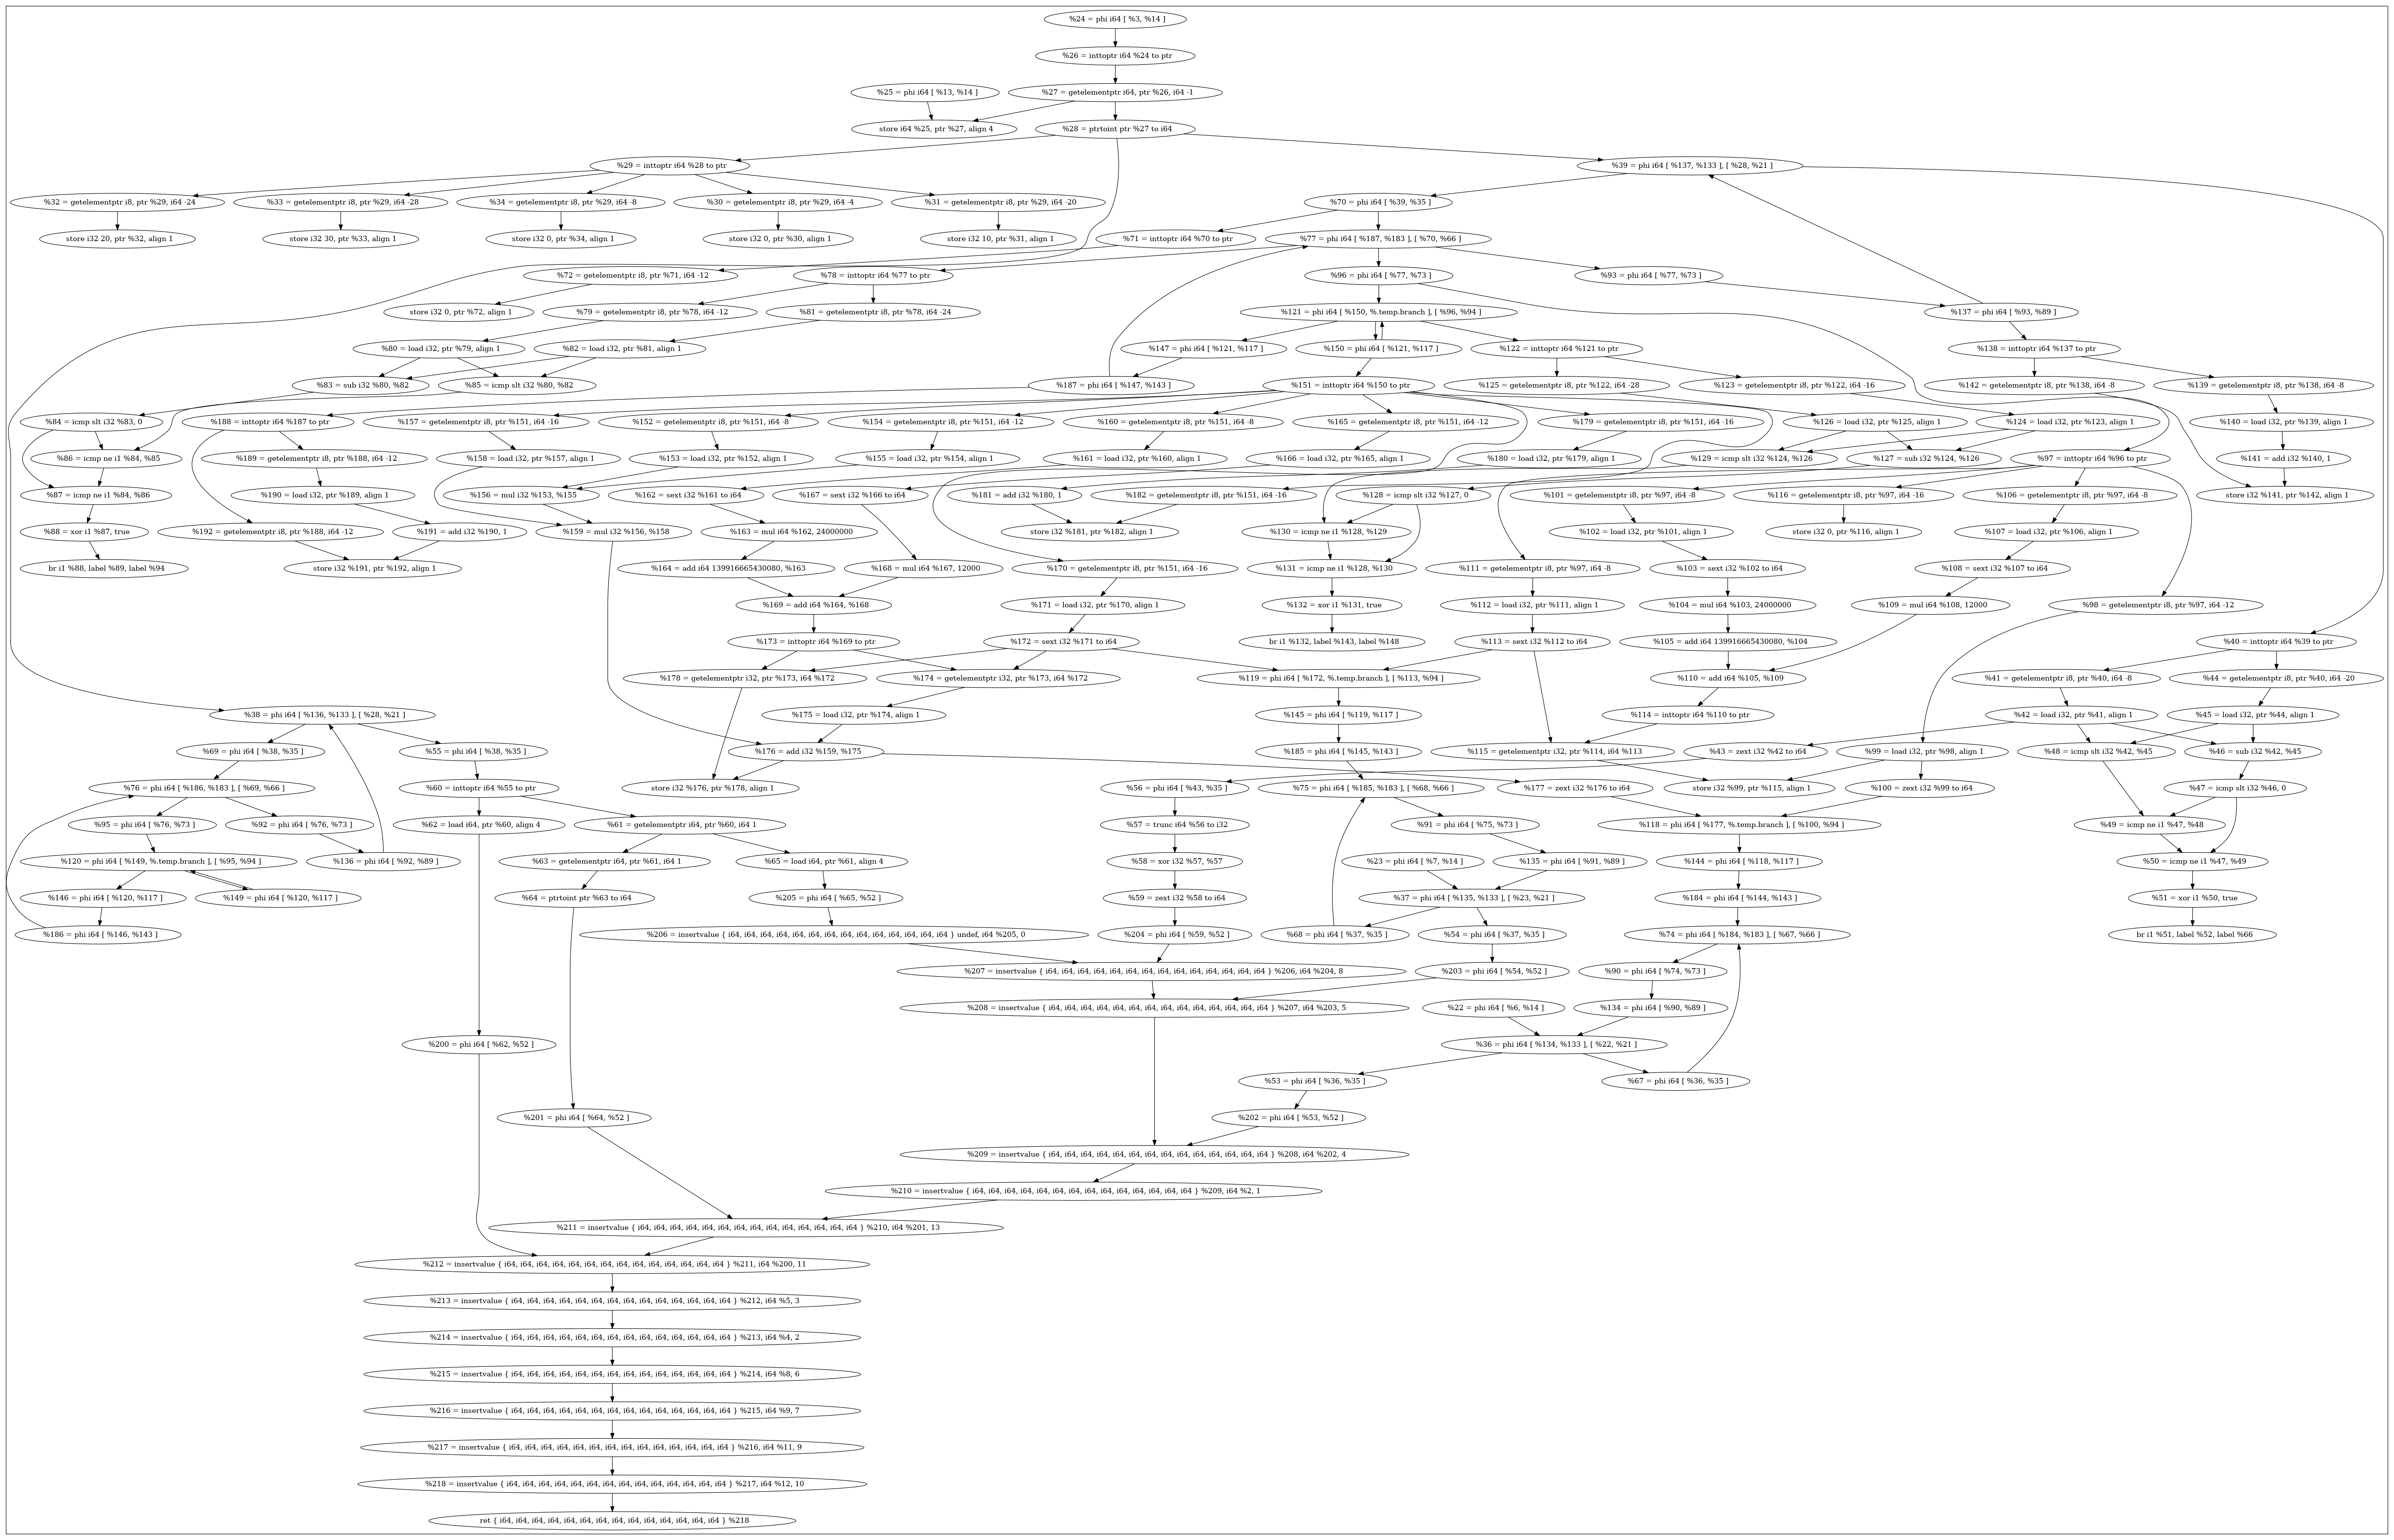 %24 = phi i64 [ %3, %14 ]
%26 = inttoptr i64 %24 to ptr
%25 = phi i64 [ %13, %14 ]
%27 = getelementptr i64, ptr %26, i64 -1
store i64 %25, ptr %27, align 4
%28 = ptrtoint ptr %27 to i64
%29 = inttoptr i64 %28 to ptr
%39 = phi i64 [ %137, %133 ], [ %28, %21 ]
%32 = getelementptr i8, ptr %29, i64 -24
%33 = getelementptr i8, ptr %29, i64 -28
%34 = getelementptr i8, ptr %29, i64 -8
%30 = getelementptr i8, ptr %29, i64 -4
%31 = getelementptr i8, ptr %29, i64 -20
%70 = phi i64 [ %39, %35 ]
store i32 20, ptr %32, align 1
store i32 30, ptr %33, align 1
store i32 0, ptr %34, align 1
store i32 0, ptr %30, align 1
store i32 10, ptr %31, align 1
%71 = inttoptr i64 %70 to ptr
%77 = phi i64 [ %187, %183 ], [ %70, %66 ]
%72 = getelementptr i8, ptr %71, i64 -12
%78 = inttoptr i64 %77 to ptr
%96 = phi i64 [ %77, %73 ]
%93 = phi i64 [ %77, %73 ]
store i32 0, ptr %72, align 1
%79 = getelementptr i8, ptr %78, i64 -12
%81 = getelementptr i8, ptr %78, i64 -24
%121 = phi i64 [ %150, %.temp.branch ], [ %96, %94 ]
%137 = phi i64 [ %93, %89 ]
%80 = load i32, ptr %79, align 1
%82 = load i32, ptr %81, align 1
%147 = phi i64 [ %121, %117 ]
%150 = phi i64 [ %121, %117 ]
%122 = inttoptr i64 %121 to ptr
%138 = inttoptr i64 %137 to ptr
%83 = sub i32 %80, %82
%85 = icmp slt i32 %80, %82
%187 = phi i64 [ %147, %143 ]
%151 = inttoptr i64 %150 to ptr
%125 = getelementptr i8, ptr %122, i64 -28
%123 = getelementptr i8, ptr %122, i64 -16
%142 = getelementptr i8, ptr %138, i64 -8
%139 = getelementptr i8, ptr %138, i64 -8
%84 = icmp slt i32 %83, 0
%188 = inttoptr i64 %187 to ptr
%157 = getelementptr i8, ptr %151, i64 -16
%152 = getelementptr i8, ptr %151, i64 -8
%154 = getelementptr i8, ptr %151, i64 -12
%160 = getelementptr i8, ptr %151, i64 -8
%165 = getelementptr i8, ptr %151, i64 -12
%179 = getelementptr i8, ptr %151, i64 -16
%126 = load i32, ptr %125, align 1
%124 = load i32, ptr %123, align 1
%140 = load i32, ptr %139, align 1
%86 = icmp ne i1 %84, %85
%189 = getelementptr i8, ptr %188, i64 -12
%158 = load i32, ptr %157, align 1
%153 = load i32, ptr %152, align 1
%155 = load i32, ptr %154, align 1
%161 = load i32, ptr %160, align 1
%166 = load i32, ptr %165, align 1
%180 = load i32, ptr %179, align 1
%129 = icmp slt i32 %124, %126
%127 = sub i32 %124, %126
%97 = inttoptr i64 %96 to ptr
%141 = add i32 %140, 1
%87 = icmp ne i1 %84, %86
%190 = load i32, ptr %189, align 1
%156 = mul i32 %153, %155
%162 = sext i32 %161 to i64
%167 = sext i32 %166 to i64
%181 = add i32 %180, 1
%182 = getelementptr i8, ptr %151, i64 -16
%128 = icmp slt i32 %127, 0
%101 = getelementptr i8, ptr %97, i64 -8
%116 = getelementptr i8, ptr %97, i64 -16
%106 = getelementptr i8, ptr %97, i64 -8
store i32 %141, ptr %142, align 1
%88 = xor i1 %87, true
%192 = getelementptr i8, ptr %188, i64 -12
%191 = add i32 %190, 1
%159 = mul i32 %156, %158
%163 = mul i64 %162, 24000000
store i32 %181, ptr %182, align 1
%130 = icmp ne i1 %128, %129
%102 = load i32, ptr %101, align 1
store i32 0, ptr %116, align 1
%107 = load i32, ptr %106, align 1
br i1 %88, label %89, label %94
store i32 %191, ptr %192, align 1
%164 = add i64 139916665430080, %163
%168 = mul i64 %167, 12000
%170 = getelementptr i8, ptr %151, i64 -16
%131 = icmp ne i1 %128, %130
%111 = getelementptr i8, ptr %97, i64 -8
%103 = sext i32 %102 to i64
%108 = sext i32 %107 to i64
%169 = add i64 %164, %168
%171 = load i32, ptr %170, align 1
%132 = xor i1 %131, true
%112 = load i32, ptr %111, align 1
%104 = mul i64 %103, 24000000
%109 = mul i64 %108, 12000
%98 = getelementptr i8, ptr %97, i64 -12
%173 = inttoptr i64 %169 to ptr
%172 = sext i32 %171 to i64
br i1 %132, label %143, label %148
%113 = sext i32 %112 to i64
%105 = add i64 139916665430080, %104
%40 = inttoptr i64 %39 to ptr
%178 = getelementptr i32, ptr %173, i64 %172
%174 = getelementptr i32, ptr %173, i64 %172
%119 = phi i64 [ %172, %.temp.branch ], [ %113, %94 ]
%110 = add i64 %105, %109
%41 = getelementptr i8, ptr %40, i64 -8
%44 = getelementptr i8, ptr %40, i64 -20
%38 = phi i64 [ %136, %133 ], [ %28, %21 ]
%175 = load i32, ptr %174, align 1
%145 = phi i64 [ %119, %117 ]
%114 = inttoptr i64 %110 to ptr
%42 = load i32, ptr %41, align 1
%45 = load i32, ptr %44, align 1
%69 = phi i64 [ %38, %35 ]
%55 = phi i64 [ %38, %35 ]
%176 = add i32 %159, %175
%185 = phi i64 [ %145, %143 ]
%115 = getelementptr i32, ptr %114, i64 %113
%43 = zext i32 %42 to i64
%99 = load i32, ptr %98, align 1
%48 = icmp slt i32 %42, %45
%46 = sub i32 %42, %45
%76 = phi i64 [ %186, %183 ], [ %69, %66 ]
%60 = inttoptr i64 %55 to ptr
store i32 %176, ptr %178, align 1
%56 = phi i64 [ %43, %35 ]
%75 = phi i64 [ %185, %183 ], [ %68, %66 ]
%177 = zext i32 %176 to i64
store i32 %99, ptr %115, align 1
%100 = zext i32 %99 to i64
%47 = icmp slt i32 %46, 0
%95 = phi i64 [ %76, %73 ]
%92 = phi i64 [ %76, %73 ]
%62 = load i64, ptr %60, align 4
%61 = getelementptr i64, ptr %60, i64 1
%57 = trunc i64 %56 to i32
%91 = phi i64 [ %75, %73 ]
%118 = phi i64 [ %177, %.temp.branch ], [ %100, %94 ]
%49 = icmp ne i1 %47, %48
%120 = phi i64 [ %149, %.temp.branch ], [ %95, %94 ]
%136 = phi i64 [ %92, %89 ]
%63 = getelementptr i64, ptr %61, i64 1
%65 = load i64, ptr %61, align 4
%58 = xor i32 %57, %57
%23 = phi i64 [ %7, %14 ]
%135 = phi i64 [ %91, %89 ]
%144 = phi i64 [ %118, %117 ]
%50 = icmp ne i1 %47, %49
%146 = phi i64 [ %120, %117 ]
%149 = phi i64 [ %120, %117 ]
%64 = ptrtoint ptr %63 to i64
%205 = phi i64 [ %65, %52 ]
%59 = zext i32 %58 to i64
%37 = phi i64 [ %135, %133 ], [ %23, %21 ]
%184 = phi i64 [ %144, %143 ]
%51 = xor i1 %50, true
%186 = phi i64 [ %146, %143 ]
%206 = insertvalue { i64, i64, i64, i64, i64, i64, i64, i64, i64, i64, i64, i64, i64, i64 } undef, i64 %205, 0
%204 = phi i64 [ %59, %52 ]
%68 = phi i64 [ %37, %35 ]
%54 = phi i64 [ %37, %35 ]
%74 = phi i64 [ %184, %183 ], [ %67, %66 ]
br i1 %51, label %52, label %66
%207 = insertvalue { i64, i64, i64, i64, i64, i64, i64, i64, i64, i64, i64, i64, i64, i64 } %206, i64 %204, 8
%203 = phi i64 [ %54, %52 ]
%90 = phi i64 [ %74, %73 ]
%208 = insertvalue { i64, i64, i64, i64, i64, i64, i64, i64, i64, i64, i64, i64, i64, i64 } %207, i64 %203, 5
%22 = phi i64 [ %6, %14 ]
%134 = phi i64 [ %90, %89 ]
%200 = phi i64 [ %62, %52 ]
%36 = phi i64 [ %134, %133 ], [ %22, %21 ]
%53 = phi i64 [ %36, %35 ]
%67 = phi i64 [ %36, %35 ]
%201 = phi i64 [ %64, %52 ]
%202 = phi i64 [ %53, %52 ]
%209 = insertvalue { i64, i64, i64, i64, i64, i64, i64, i64, i64, i64, i64, i64, i64, i64 } %208, i64 %202, 4
%210 = insertvalue { i64, i64, i64, i64, i64, i64, i64, i64, i64, i64, i64, i64, i64, i64 } %209, i64 %2, 1
%211 = insertvalue { i64, i64, i64, i64, i64, i64, i64, i64, i64, i64, i64, i64, i64, i64 } %210, i64 %201, 13
%212 = insertvalue { i64, i64, i64, i64, i64, i64, i64, i64, i64, i64, i64, i64, i64, i64 } %211, i64 %200, 11
%213 = insertvalue { i64, i64, i64, i64, i64, i64, i64, i64, i64, i64, i64, i64, i64, i64 } %212, i64 %5, 3
%214 = insertvalue { i64, i64, i64, i64, i64, i64, i64, i64, i64, i64, i64, i64, i64, i64 } %213, i64 %4, 2
%215 = insertvalue { i64, i64, i64, i64, i64, i64, i64, i64, i64, i64, i64, i64, i64, i64 } %214, i64 %8, 6
%216 = insertvalue { i64, i64, i64, i64, i64, i64, i64, i64, i64, i64, i64, i64, i64, i64 } %215, i64 %9, 7
%217 = insertvalue { i64, i64, i64, i64, i64, i64, i64, i64, i64, i64, i64, i64, i64, i64 } %216, i64 %11, 9
%218 = insertvalue { i64, i64, i64, i64, i64, i64, i64, i64, i64, i64, i64, i64, i64, i64 } %217, i64 %12, 10
ret { i64, i64, i64, i64, i64, i64, i64, i64, i64, i64, i64, i64, i64, i64, i64 } %218